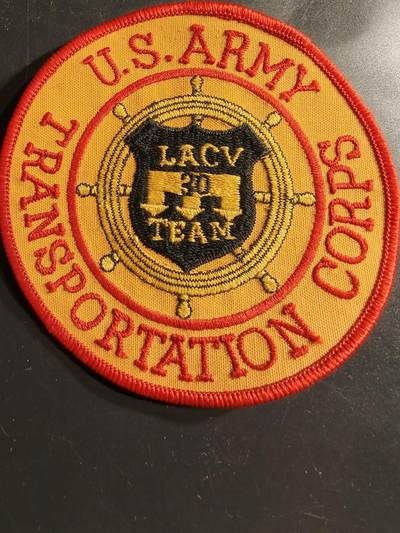 U.S. ARMY
TRANSPORTATION CORPS
LACV
30
TEAM